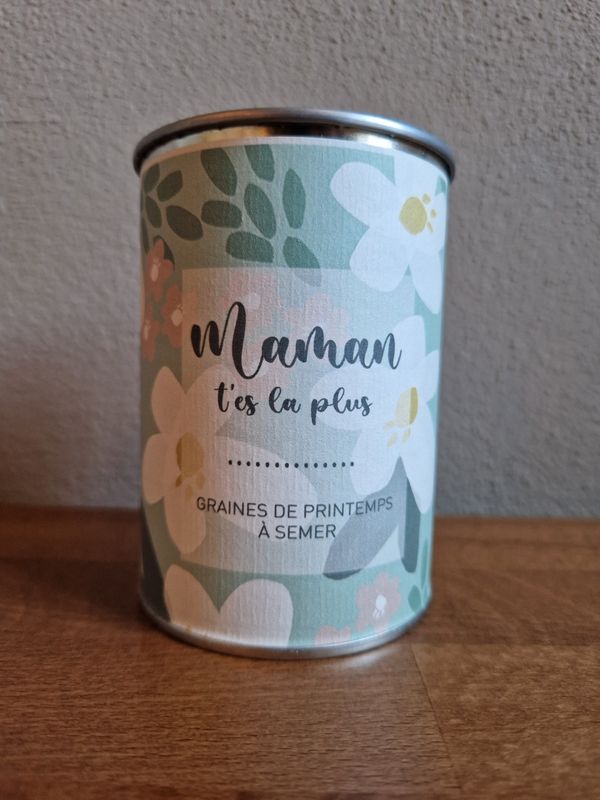 Maman
t'es la plus
................
GRAINES DE PRINTEMPS
À SEMER